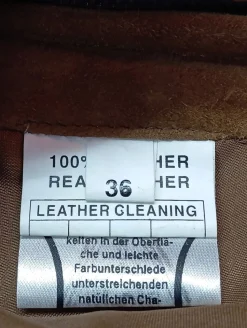 100% HER
REA 36 HER
LEATHER CLEANING
keiten in der Oberflä-
che und leichte
Farbunterschiede
unterstreichenden
natürlichen Cha-